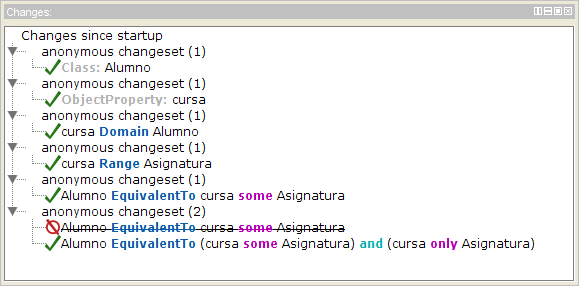 Changes:
Changes since startup
anonymous changeset (1)
Class: Alumno
anonymous changeset (1)
ObjectProperty: cursa
anonymous changeset (1)
cursa Domain Alumno
anonymous changeset (1)
cursa Range Asignatura
anonymous changeset (1)
Alumno EquivalentTo cursa some Asignatura
anonymous changeset (2)
Alumno EquivalentTo cursa some Asignatura
Alumno EquivalentTo (cursa some Asignatura) and (cursa only Asignatura)